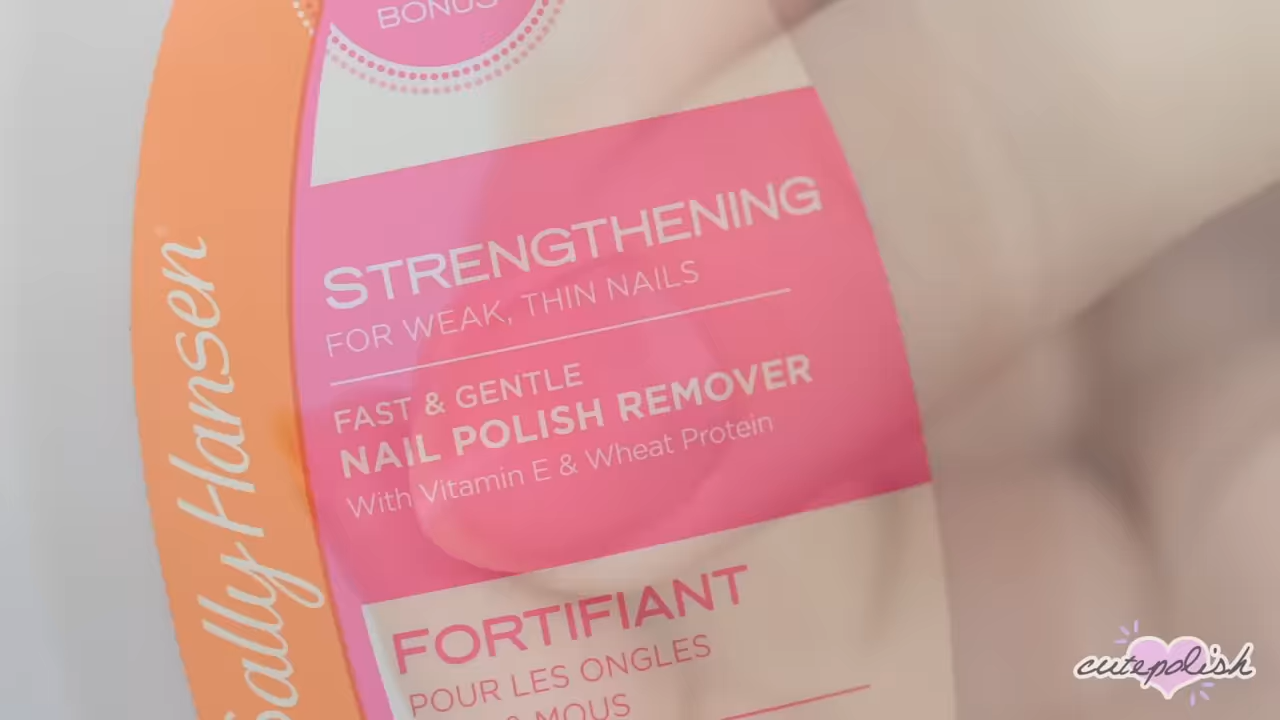 BONUS
Sally Hansen
STRENGTHENING
FOR WEAK, THIN NAILS
FAST & GENTLE
NAIL POLISH REMOVER
With Vitamin E & Wheat Protein
FORTIFIANT
POUR LES ONGLES
& MOUS
cutepolish